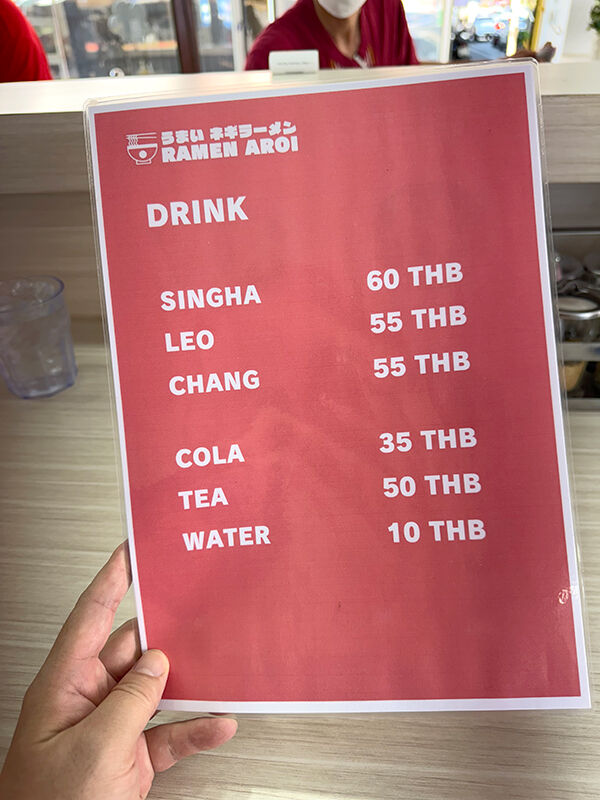 うまい ネギラーメン
RAMEN AROI
DRINK
SINGHA 60 THB
LEO 55 THB
CHANG 55 THB
COLA 35 THB
TEA 50 THB
WATER 10 THB